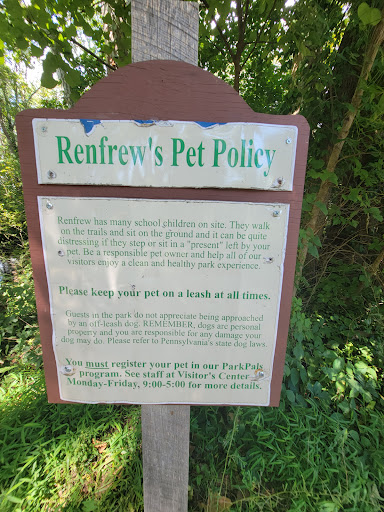 Renfrew's Pet Policy
Renfrew has many school children on site. They walk
on the trails and sit on the ground and it can be quite
distressing if they step or sit in a "present" left by your
pet. Be a responsible pet owner and help all of our
visitors enjoy a clean and healthy park experience.
Please keep your pet on a leash at all times.
Guests in the park do not appreciate being approached
by an off-leash dog. REMEMBER, dogs are personal
property and you are responsible for any damage your
dog may do. Please refer to Pennsylvania's state dog laws.
You must register your pet in our ParkPals
program. See staff at Visitor's Center
Monday-Friday, 9:00-5:00 for more details.